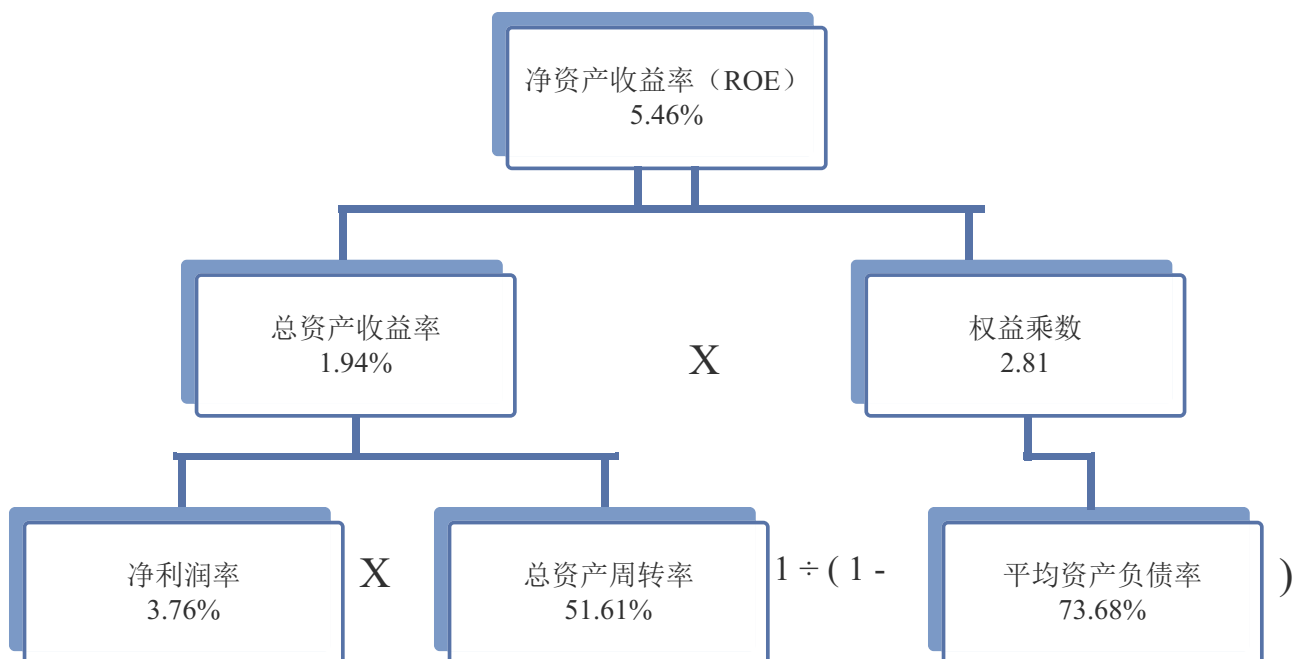 净资产收益率（ROE）
5.46%
总资产收益率
1.94%
X
权益乘数
2.81
净利润率
3.76%
X
总资产周转率
51.61%
1 ÷ ( 1 -
平均资产负债率
73.68%
)